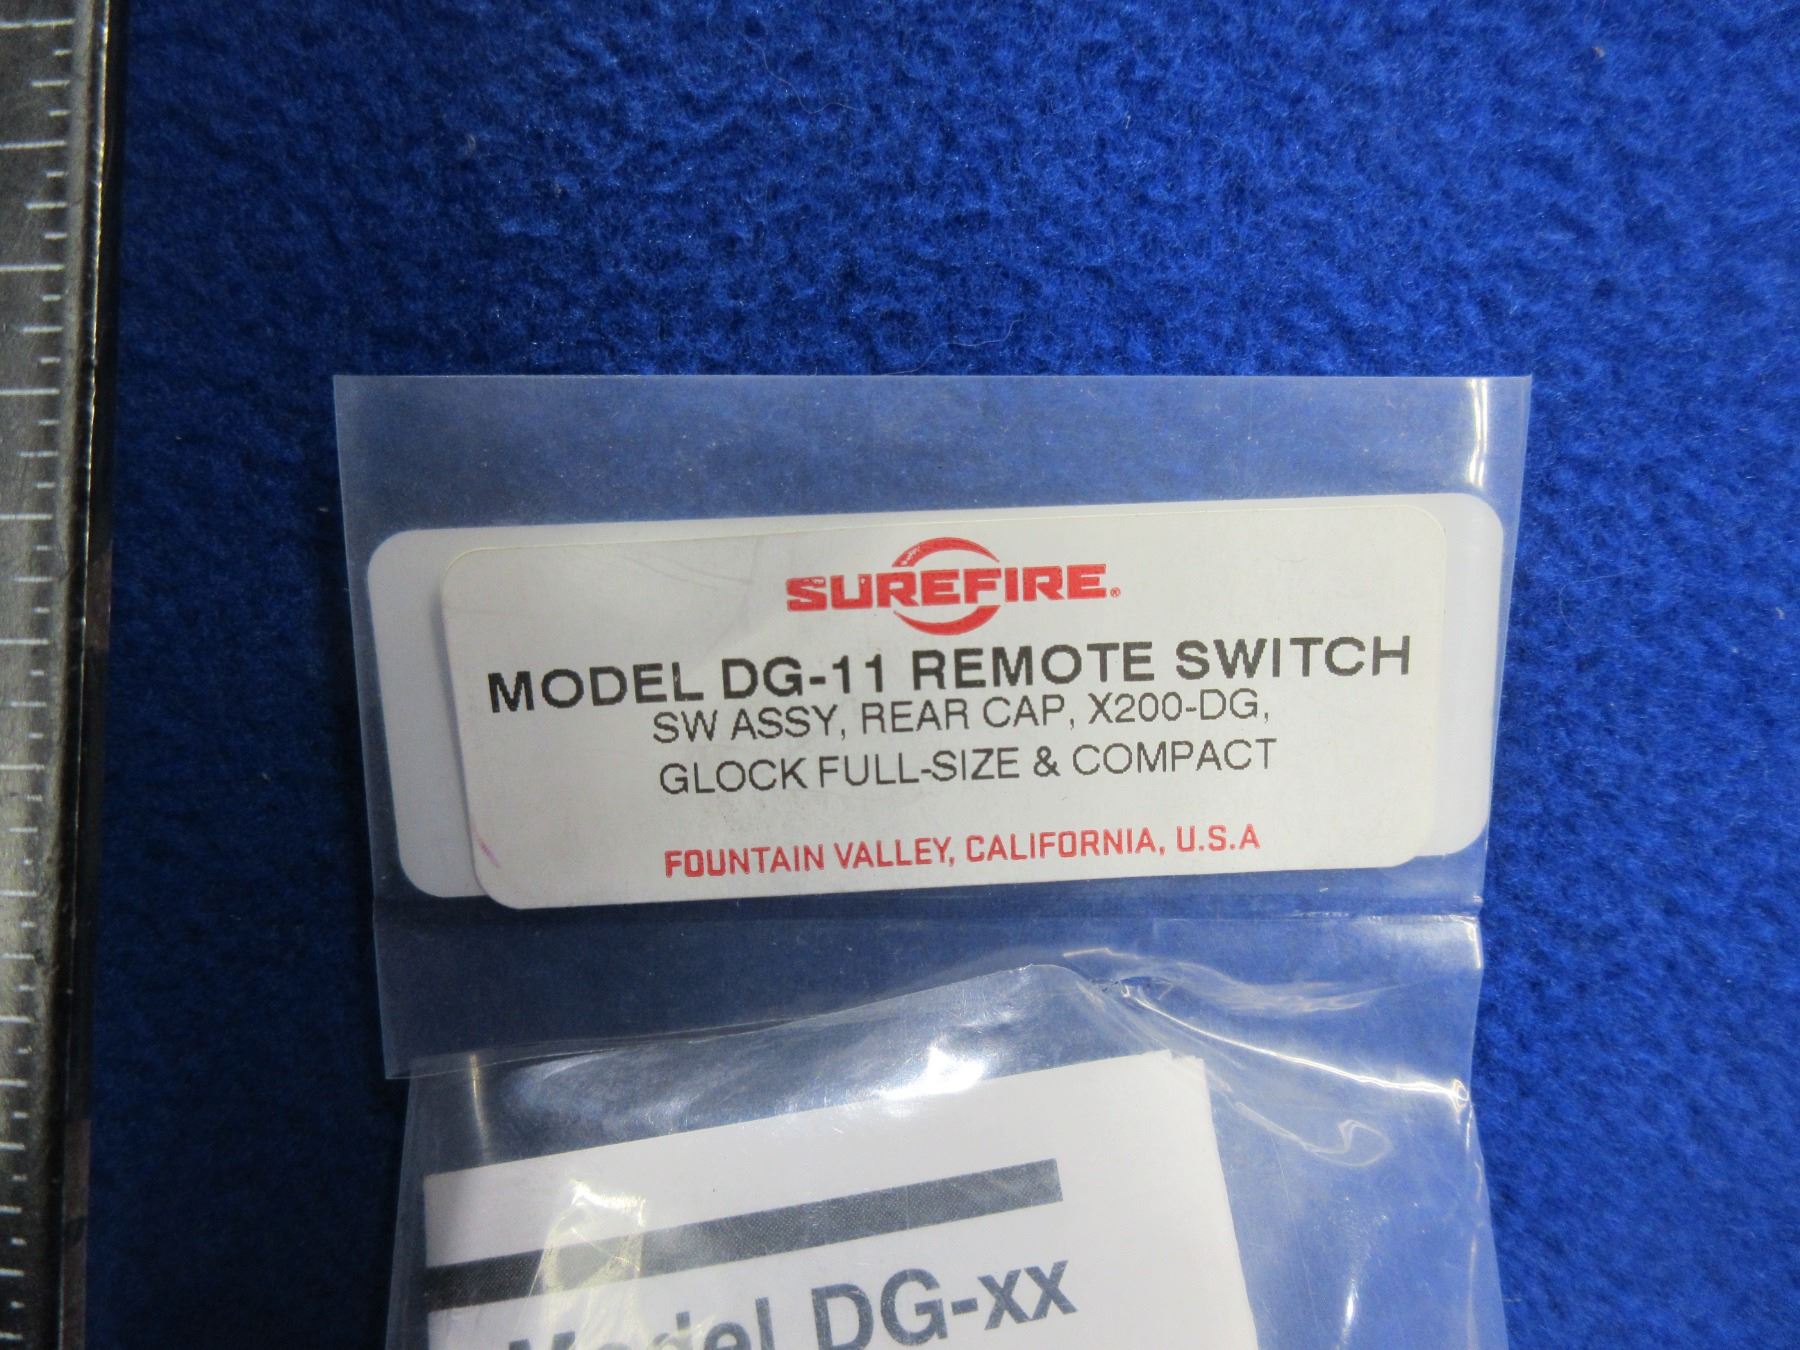 SUREFIRE®
MODEL DG-11 REMOTE SWITCH
SW ASSY, REAR CAP, X200-DG,
GLOCK FULL-SIZE & COMPACT
FOUNTAIN VALLEY, CALIFORNIA, U.S.A
Model DG-xx